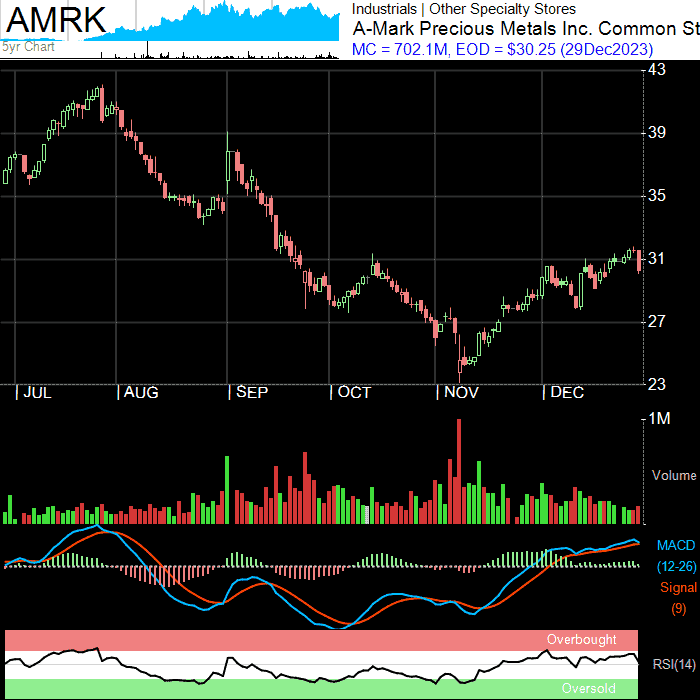 AMRK
5yr Chart
Industrials | Other Specialty Stores
A-Mark Precious Metals Inc. Common St
MC = 702.1M, EOD = $30.25 (29Dec2023)
43
39
35
31
27
23
JUL AUG SEP OCT NOV DEC
1M
Volume
MACD
(12-26)
Signal
(9)
Overbought
RSI(14)
Oversold